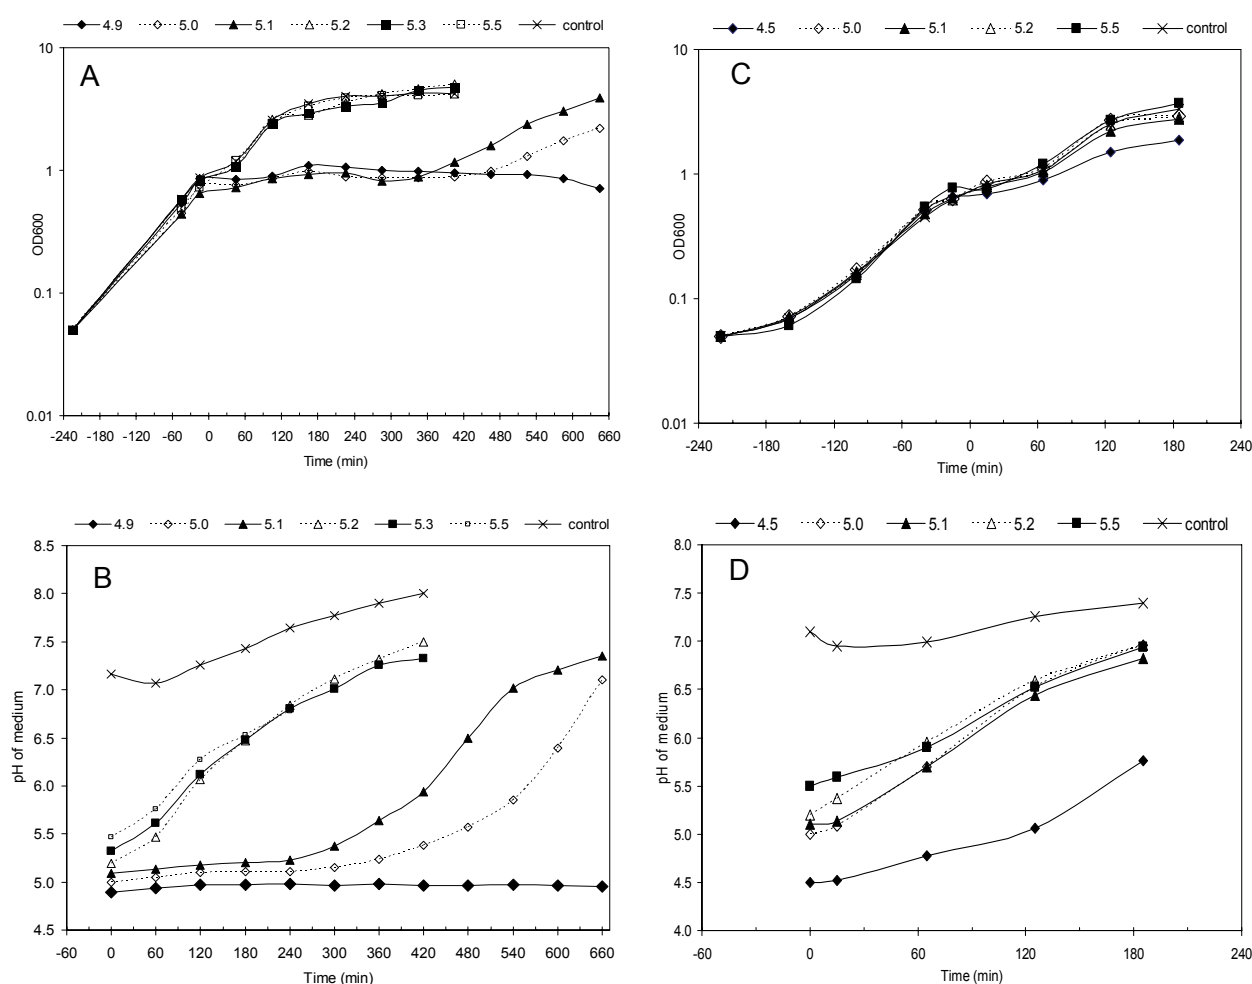 4.9 5.0 5.1 5.2 5.3 5.5 control
A
10
1
0.1
0.01
OD600
-240 -180 -120 -60 0 60 120 180 240 300 360 420 480 540 600 660
Time (min)
4.5 5.0 5.1 5.2 5.5 control
C
10
1
0.1
0.01
OD600
-240 -180 -120 -60 0 60 120 180 240
Time (min)
4.9 5.0 5.1 5.2 5.3 5.5 control
B
8.5
8.0
7.5
7.0
6.5
6.0
5.5
5.0
4.5
pH of medium
-60 0 60 120 180 240 300 360 420 480 540 600 660
Time (min)
4.5 5.0 5.1 5.2 5.5 control
D
8.0
7.5
7.0
6.5
6.0
5.5
5.0
4.5
4.0
pH of medium
-60 0 60 120 180 240
Time (min)